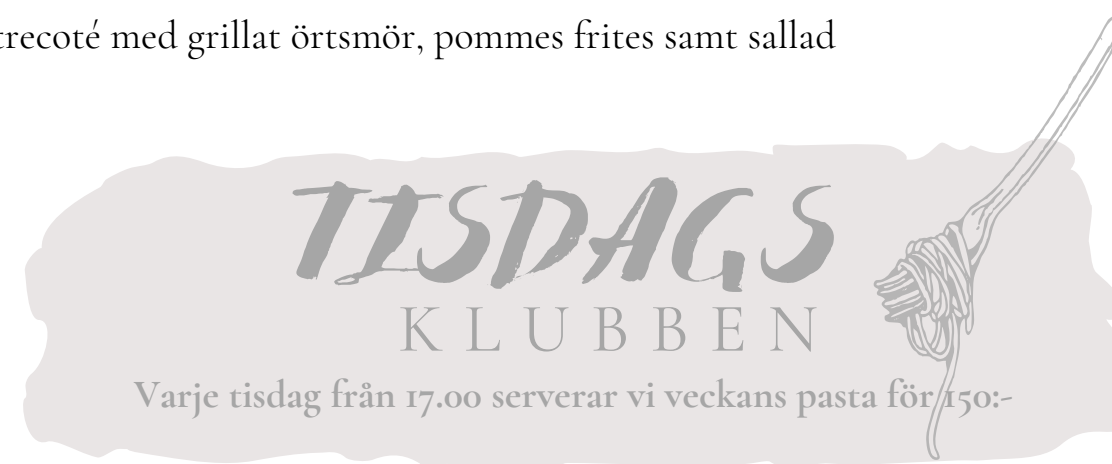 trecoté med grillat örtsmör, pommes frites samt sallad
TISDAGS
KLUBBEN
Varje tisdag från 17.00 serverar vi veckans pasta för 150:-